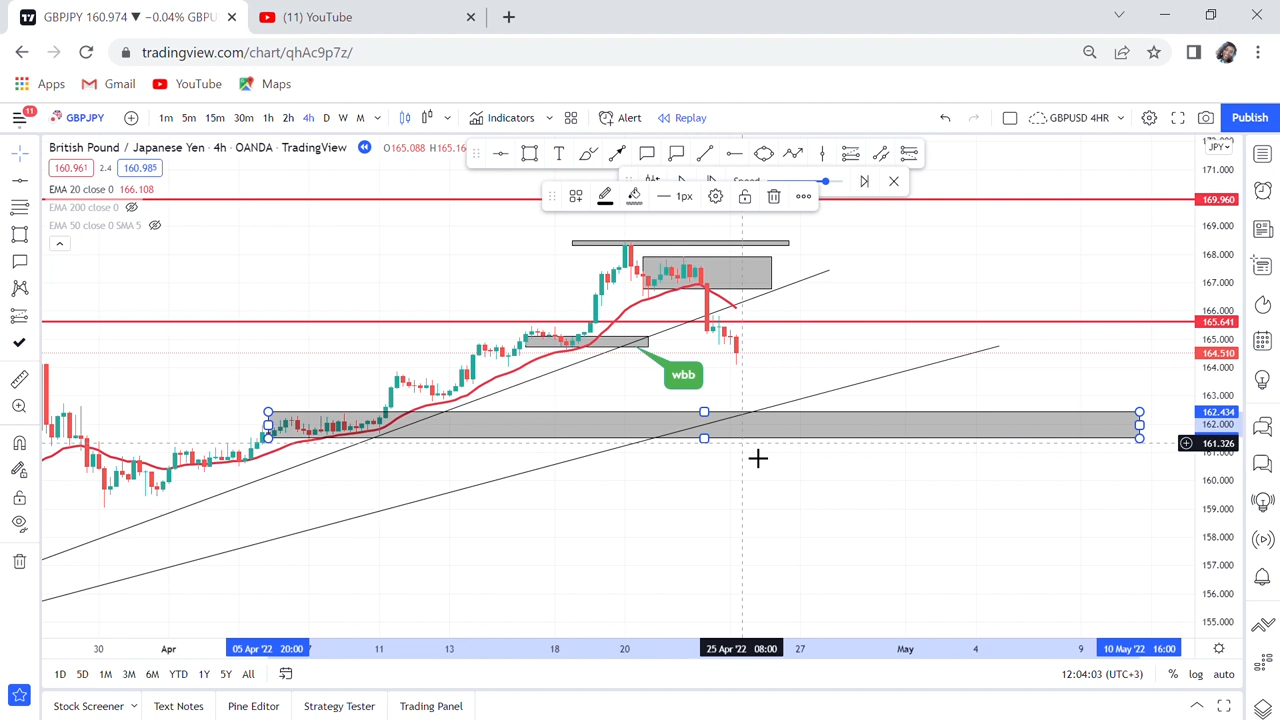 GBPJPY 160.974 ▼ −0.04% GBPU
(11) YouTube
tradingview.com/chart/qhAc9p7z/
Apps
Gmail
YouTube
Maps
11
GBPJPY
1m 5m 15m 30m 1h 2h 4h D W M
Indicators
Alert
Replay
GBPUSD 4HR
Publish
British Pound / Japanese Yen · 4h · OANDA · TradingView
O165.088 H165.16
JPY
160.961 2.4 160.985
EMA 20 close 0 166.108
EMA 200 close 0
EMA 50 close 0 SMA 5
1px
171.000
169.960
169.000
168.000
167.000
166.000
165.641
165.000
164.510
164.000
163.000
162.434
162.000
161.326
160.000
159.000
158.000
157.000
156.000
155.000
wbb
30 Apr 05 Apr '22 20:00 11 13 18 20 25 Apr '22 08:00 27 May 4 9 10 May '22 16:00
1D 5D 1M 3M 6M YTD 1Y 5Y All
12:04:03 (UTC+3) % log auto
Stock Screener Text Notes Pine Editor Strategy Tester Trading Panel